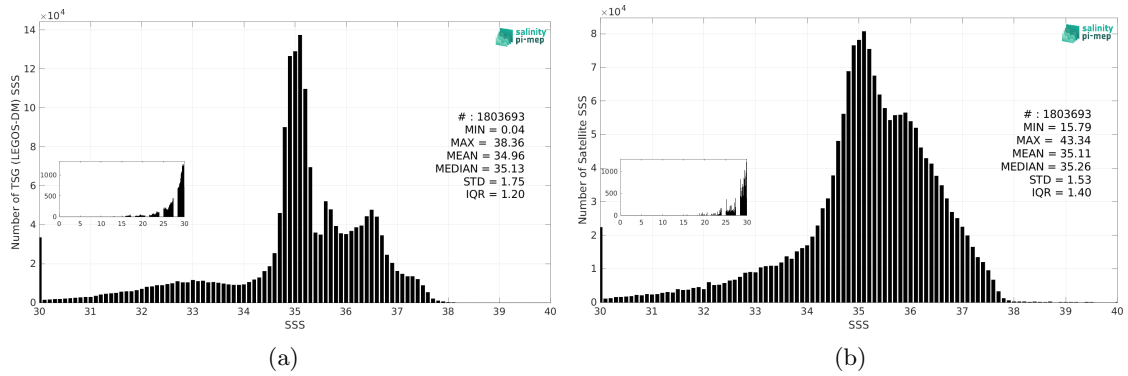 ×10⁴
14
12
10
8
6
4
2
0
Number of TSG (LEGOS-DM) SSS
salinity
pi-mep
# : 1803693
MIN = 0.04
MAX = 38.36
MEAN = 34.96
MEDIAN = 35.13
STD = 1.75
IQR = 1.20
1000
500
0
0 5 10 15 20 25 30
30 31 32 33 34 35 36 37 38 39 40
SSS
(a)
×10⁴
8
7
6
5
4
3
2
1
0
Number of Satellite SSS
salinity
pi-mep
# : 1803693
MIN = 15.79
MAX = 43.34
MEAN = 35.11
MEDIAN = 35.26
STD = 1.53
IQR = 1.40
1000
500
0
0 5 10 15 20 25 30
30 31 32 33 34 35 36 37 38 39 40
SSS
(b)